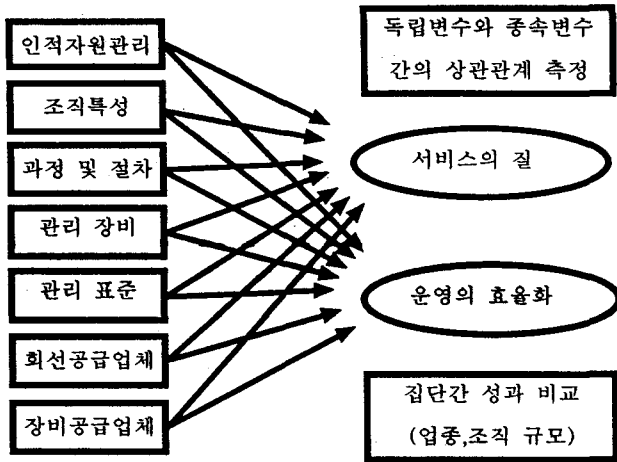 인적자원관리
조직특성
과정 및 절차
관리 장비
관리 표준
회선공급업체
장비공급업체
독립변수와 종속변수
간의 상관관계 측정
서비스의 질
운영의 효율화
집단간 성과 비교
(업종,조직 규모)